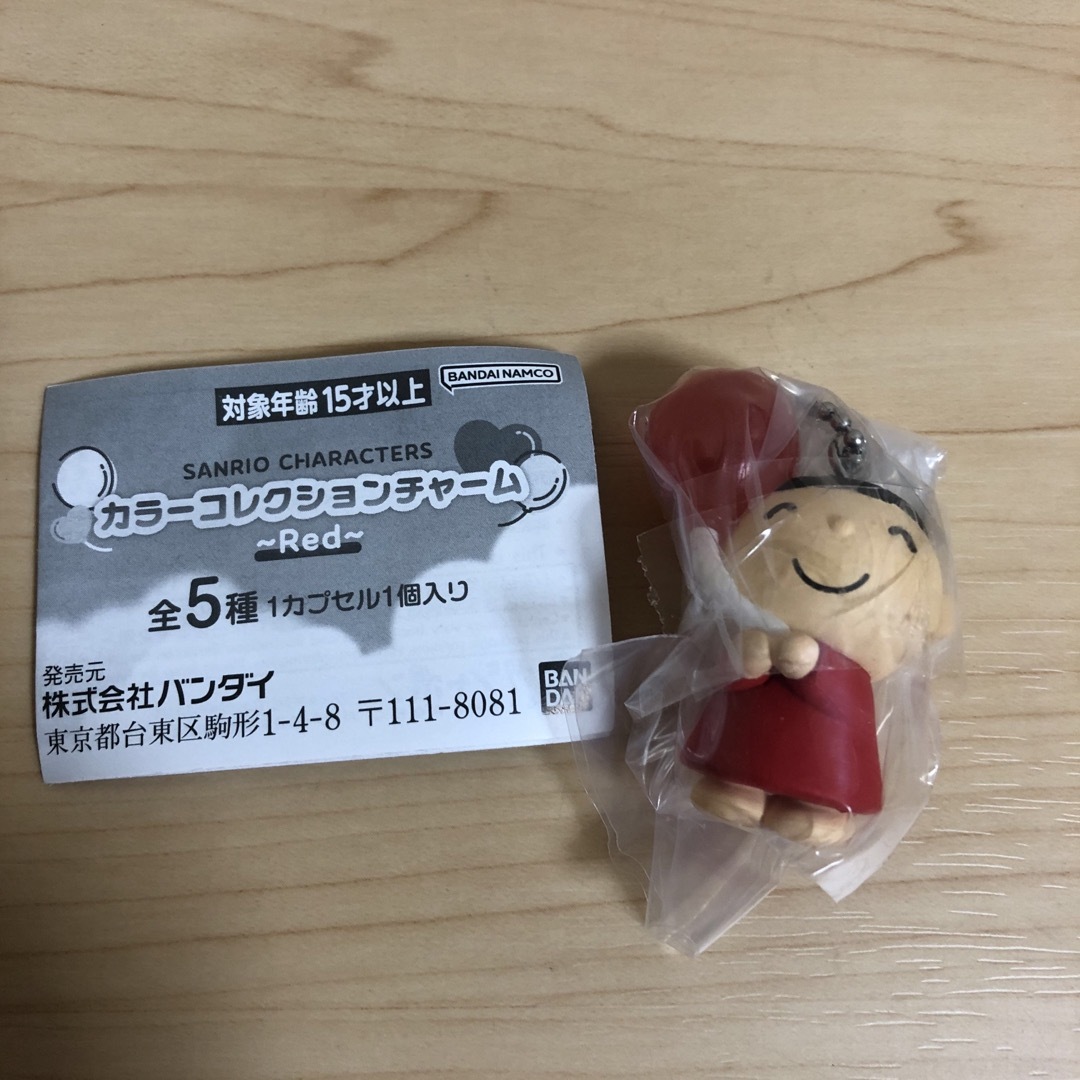 対象年齢15才以上
BANDAI NAMCO
SANRIO CHARACTERS
カラーコレクションチャーム
~Red~
全5種 1カプセル1個入り
発売元
株式会社バンダイ
東京都台東区駒形1-4-8 〒111-8081
BAN
DAI